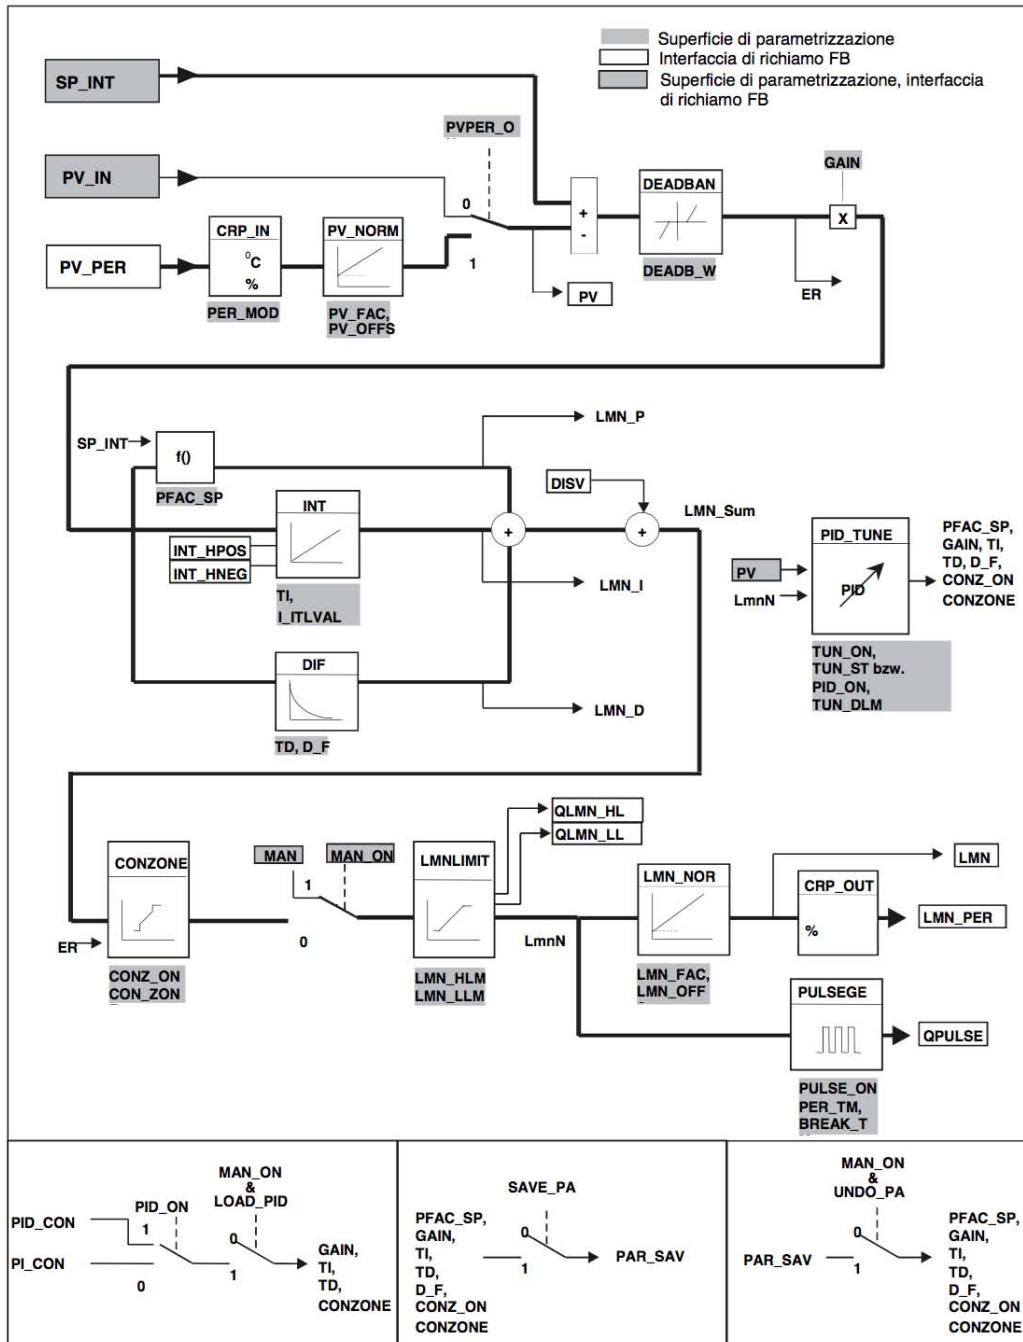 Superficie di parametrizzazione
Interfaccia di richiamo FB
Superficie di parametrizzazione, interfaccia
di richiamo FB
SP_INT
PVPER_O
PV_IN
GAIN
DEADBAN
0
+
-
X
CRP_IN
PV_NORM
PV_PER
0C
%
1
DEADB_W
PV
ER
PER_MOD
PV_FAC,
PV_OFFS
LMN_P
SP_INT
f()
PFAC_SP
DISV
INT
LMN_Sum
+
+
INT_HPOS
INT_HNEG
LMN_I
TI,
I_ITLVAL
PID_TUNE
PV
LmnN
PID
PFAC_SP,
GAIN, TI,
TD, D_F,
CONZ_ON
CONZONE
TUN_ON,
TUN_ST bzw.
PID_ON,
TUN_DLM
DIF
LMN_D
TD, D_F
QLMN_HL
QLMN_LL
CONZONE
MAN
MAN_ON
LMNLIMIT
LMN_NOR
CRP_OUT
%
LMN
LMN_PER
1
0
ER
LmnN
CONZ_ON
CON_ZON
LMN_HLM
LMN_LLM
LMN_FAC,
LMN_OFF
PULSEGE
QPULSE
PULSE_ON
PER_TM,
BREAK_T
MAN_ON
&
LOAD_PID
PID_ON
PID_CON
1
0
PI_CON
0
1
GAIN,
TI,
TD,
CONZONE
SAVE_PA
PFAC_SP,
GAIN,
TI,
TD,
D_F,
CONZ_ON
CONZONE
0
1
PAR_SAV
MAN_ON
&
UNDO_PA
PAR_SAV
0
1
PFAC_SP,
GAIN,
TI,
TD,
D_F,
CONZ_ON
CONZONE